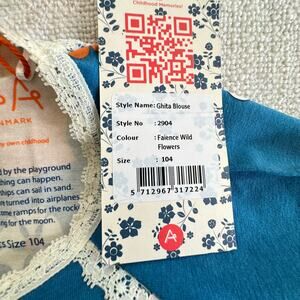 Childhood Memories!
Style Name: Ghita Blouse
Style No : 2904
Colour : Faience Wild
Flowers
Size : 104
5 712967 317224
A
NMARK
own childhood
by the playground
can happen.
ships can sail in sand.
turned into airplanes
ramps for the
for the moon.
Size 104